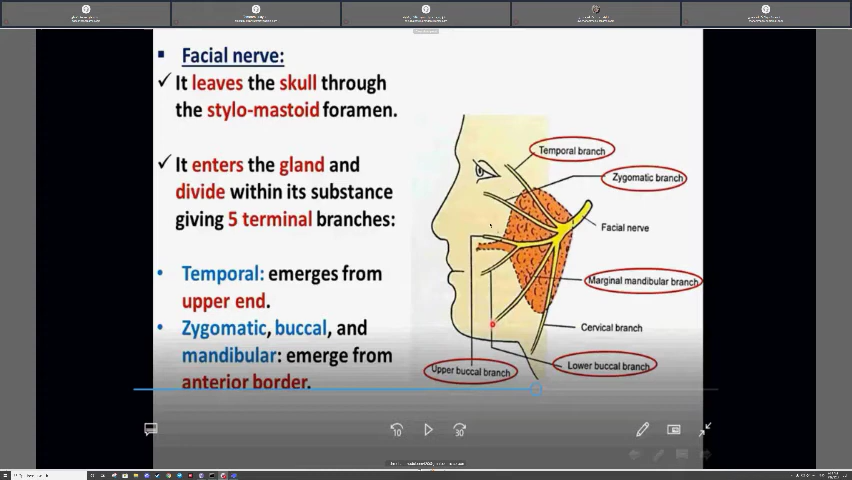 Facial nerve:
It leaves the skull through
the stylo-mastoid foramen.
It enters the gland and
divide within its substance
giving 5 terminal branches:
Temporal: emerges from
upper end.
Zygomatic, buccal, and
mandibular: emerge from
anterior border.
Temporal branch
Zygomatic branch
Facial nerve
Marginal mandibular branch
Cervical branch
Lower buccal branch
Upper buccal branch
10
30